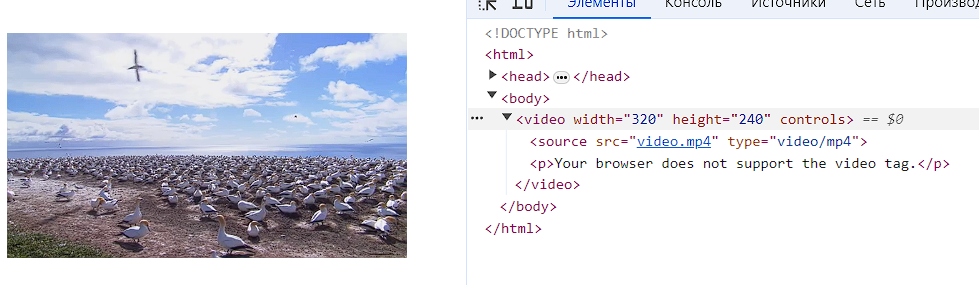 Элементы Консоль Источники Сеть
<!DOCTYPE html>
<html>
<head> ••• </head>
<body>
••• <video width="320" height="240" controls> == $0
<source src="video.mp4" type="video/mp4">
<p>Your browser does not support the video tag.</p>
</video>
</body>
</html>